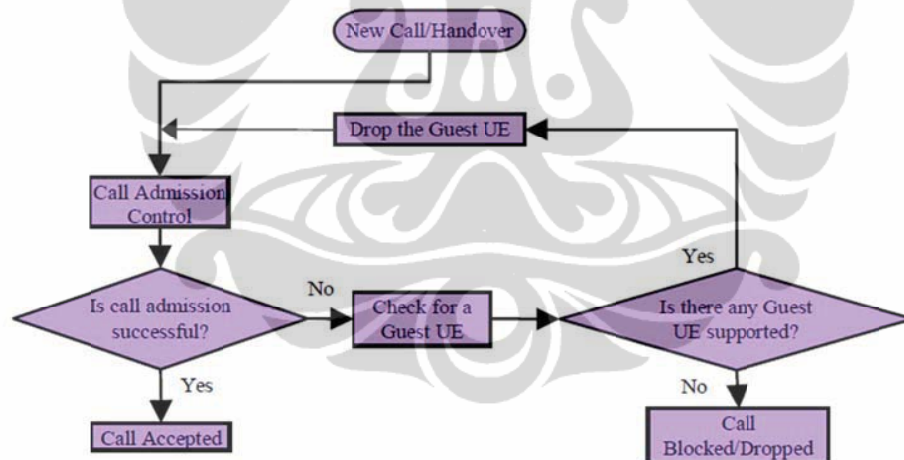 New Call/Handover
Drop the Guest UE
Call Admission
Control
Is call admission
successful?
No
Check for a
Guest UE
Is there any Guest
UE supported?
Yes
Yes
No
Call Accepted
Call
Blocked/Dropped